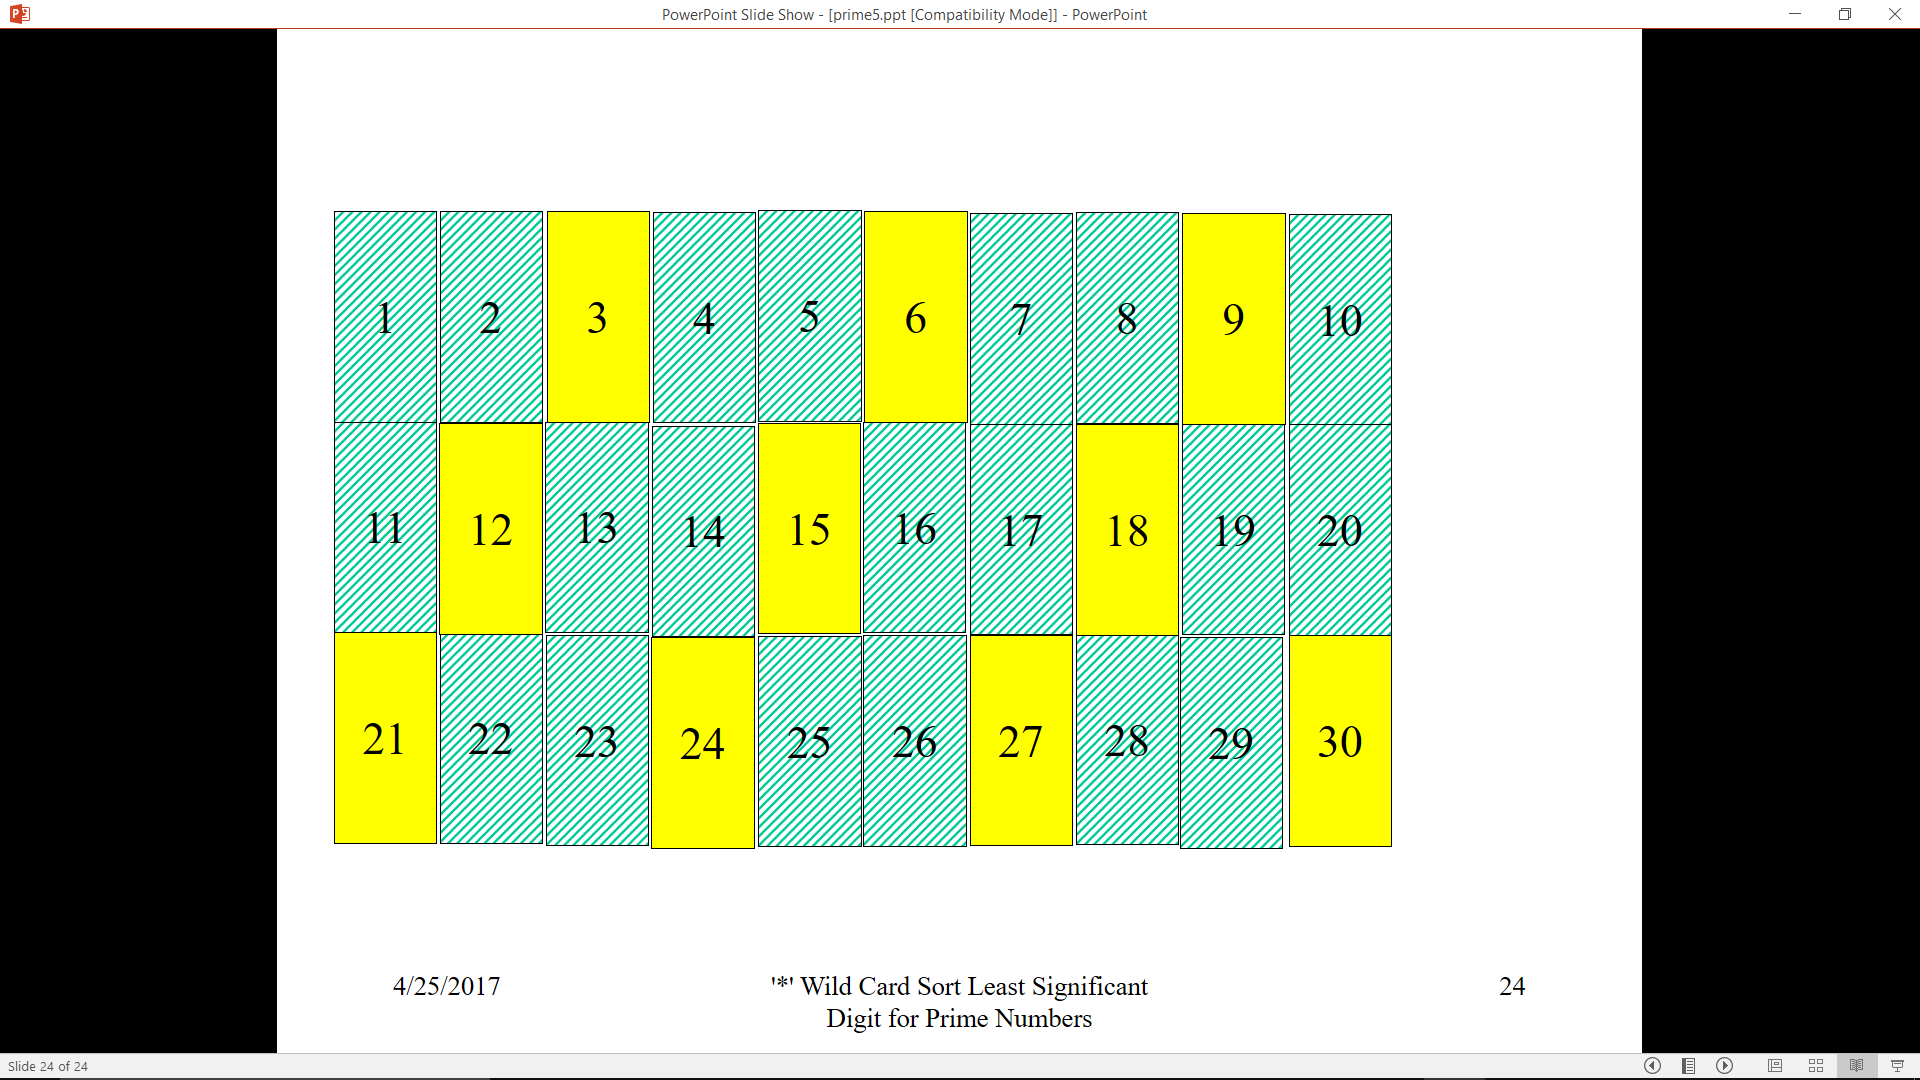 PowerPoint Slide Show - [prime5.ppt [Compatibility Mode]] - PowerPoint
1 2 3 4 5 6 7 8 9 10
11 12 13 14 15 16 17 18 19 20
21 22 23 24 25 26 27 28 29 30
4/25/2017 '*' Wild Card Sort Least Significant 24
Digit for Prime Numbers
Slide 24 of 24